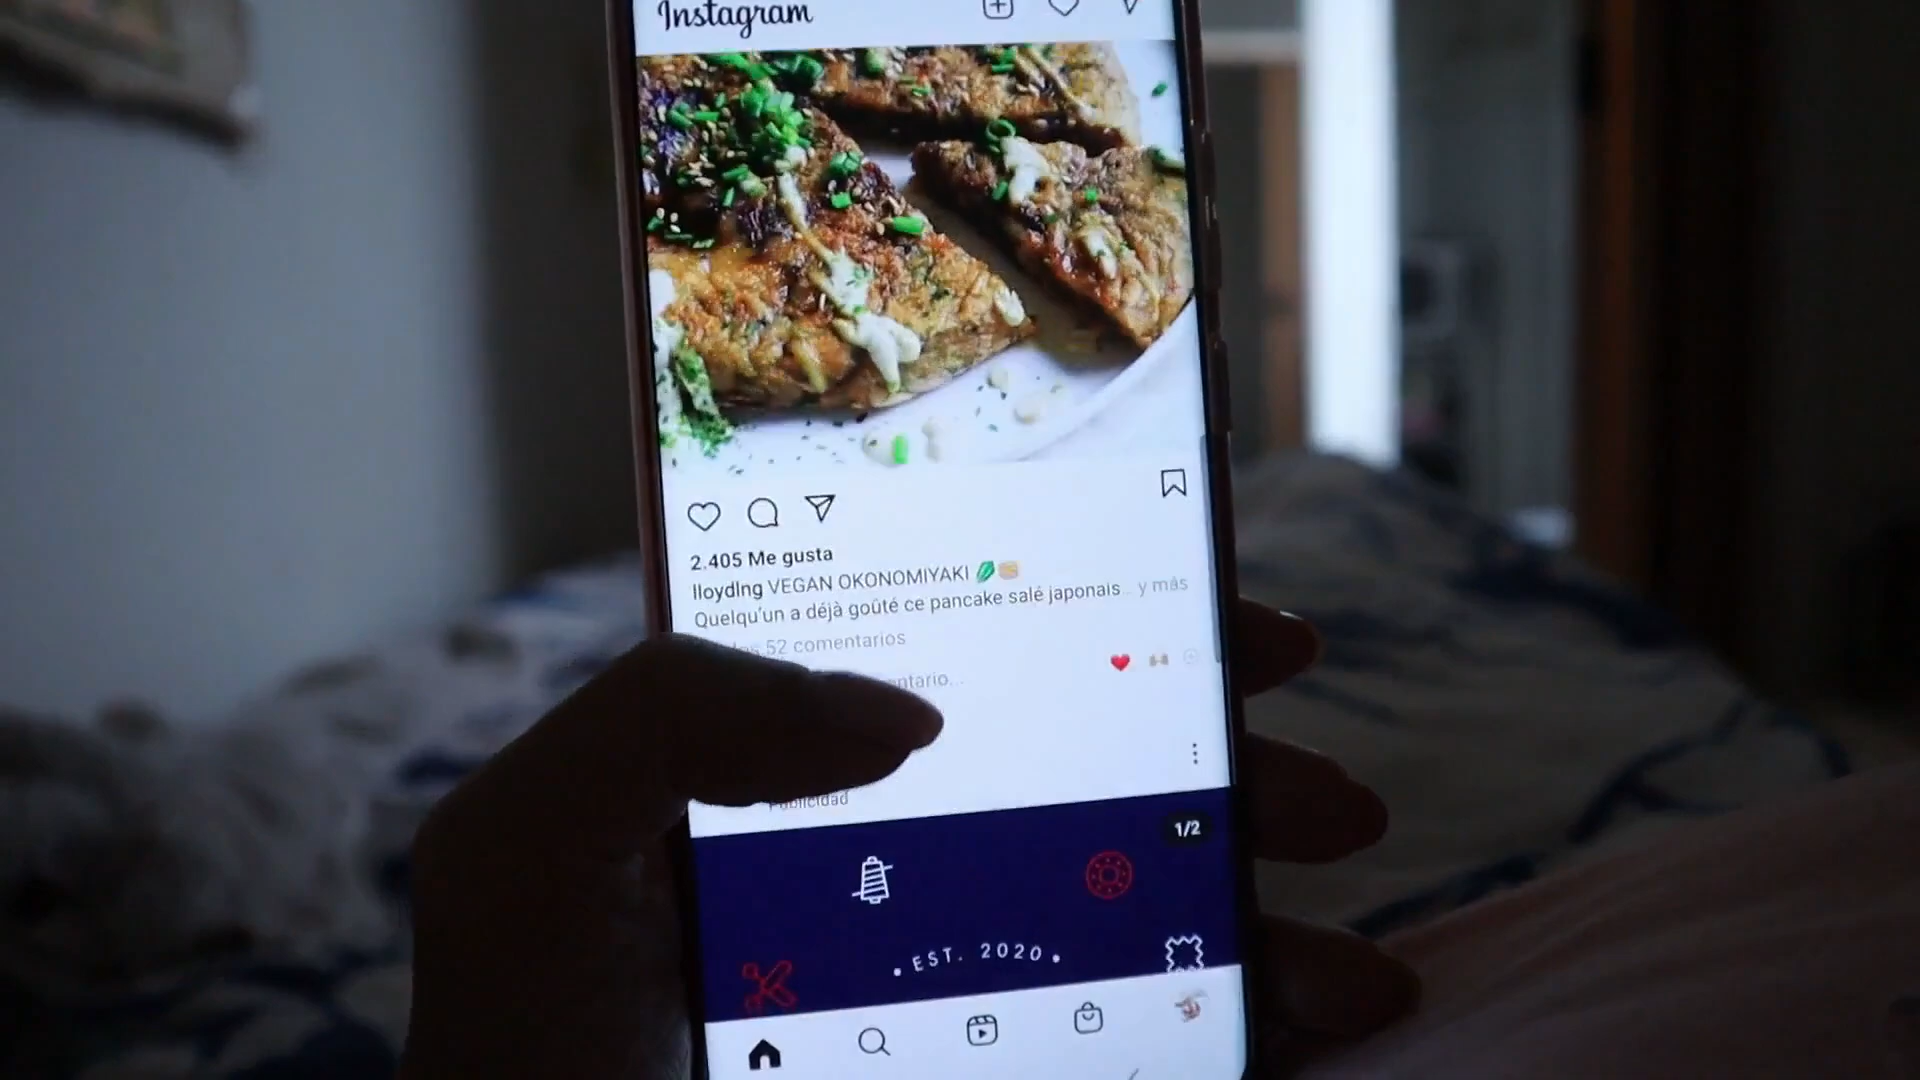 Instagram
2.405 Me gusta
lloydlng VEGAN OKONOMIYAKI
Quelqu'un a déjà goûté ce pancake salé japonais... y más
52 comentarios
Publicidad
1/2
• EST. 2020 •